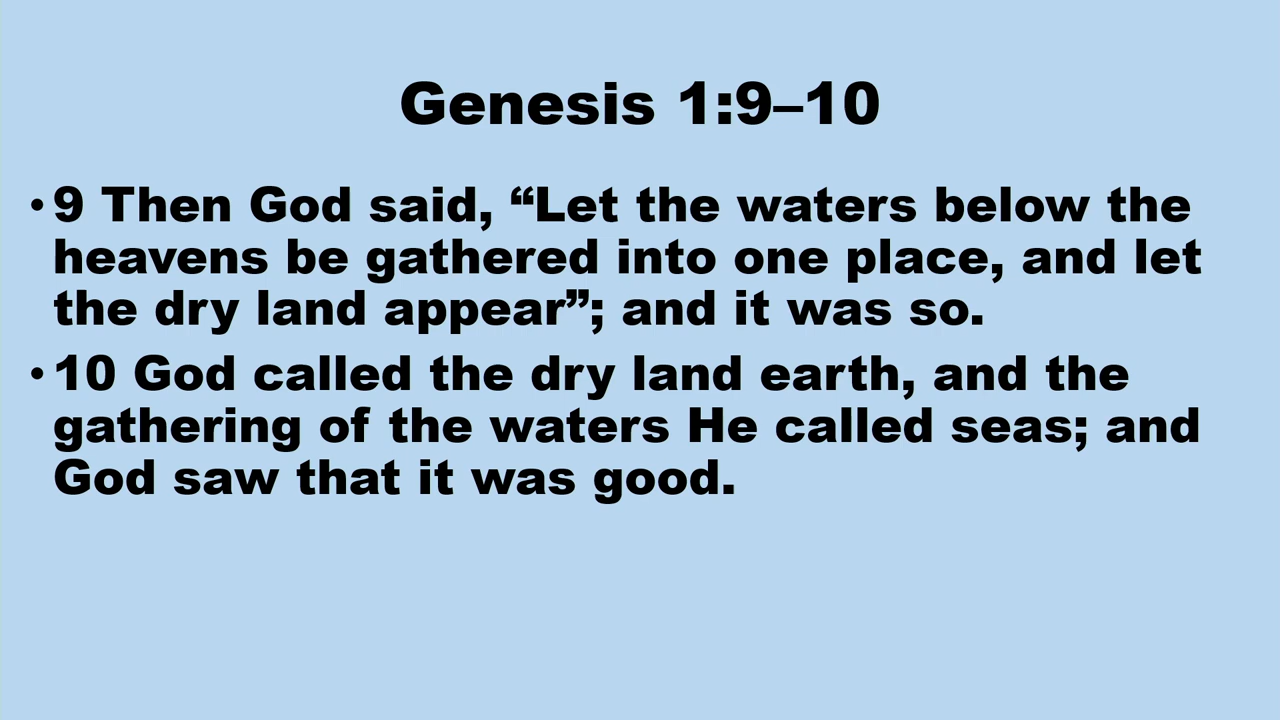 Genesis 1:9–10
•9 Then God said, “Let the waters below the
heavens be gathered into one place, and let
the dry land appear”; and it was so.
•10 God called the dry land earth, and the
gathering of the waters He called seas; and
God saw that it was good.